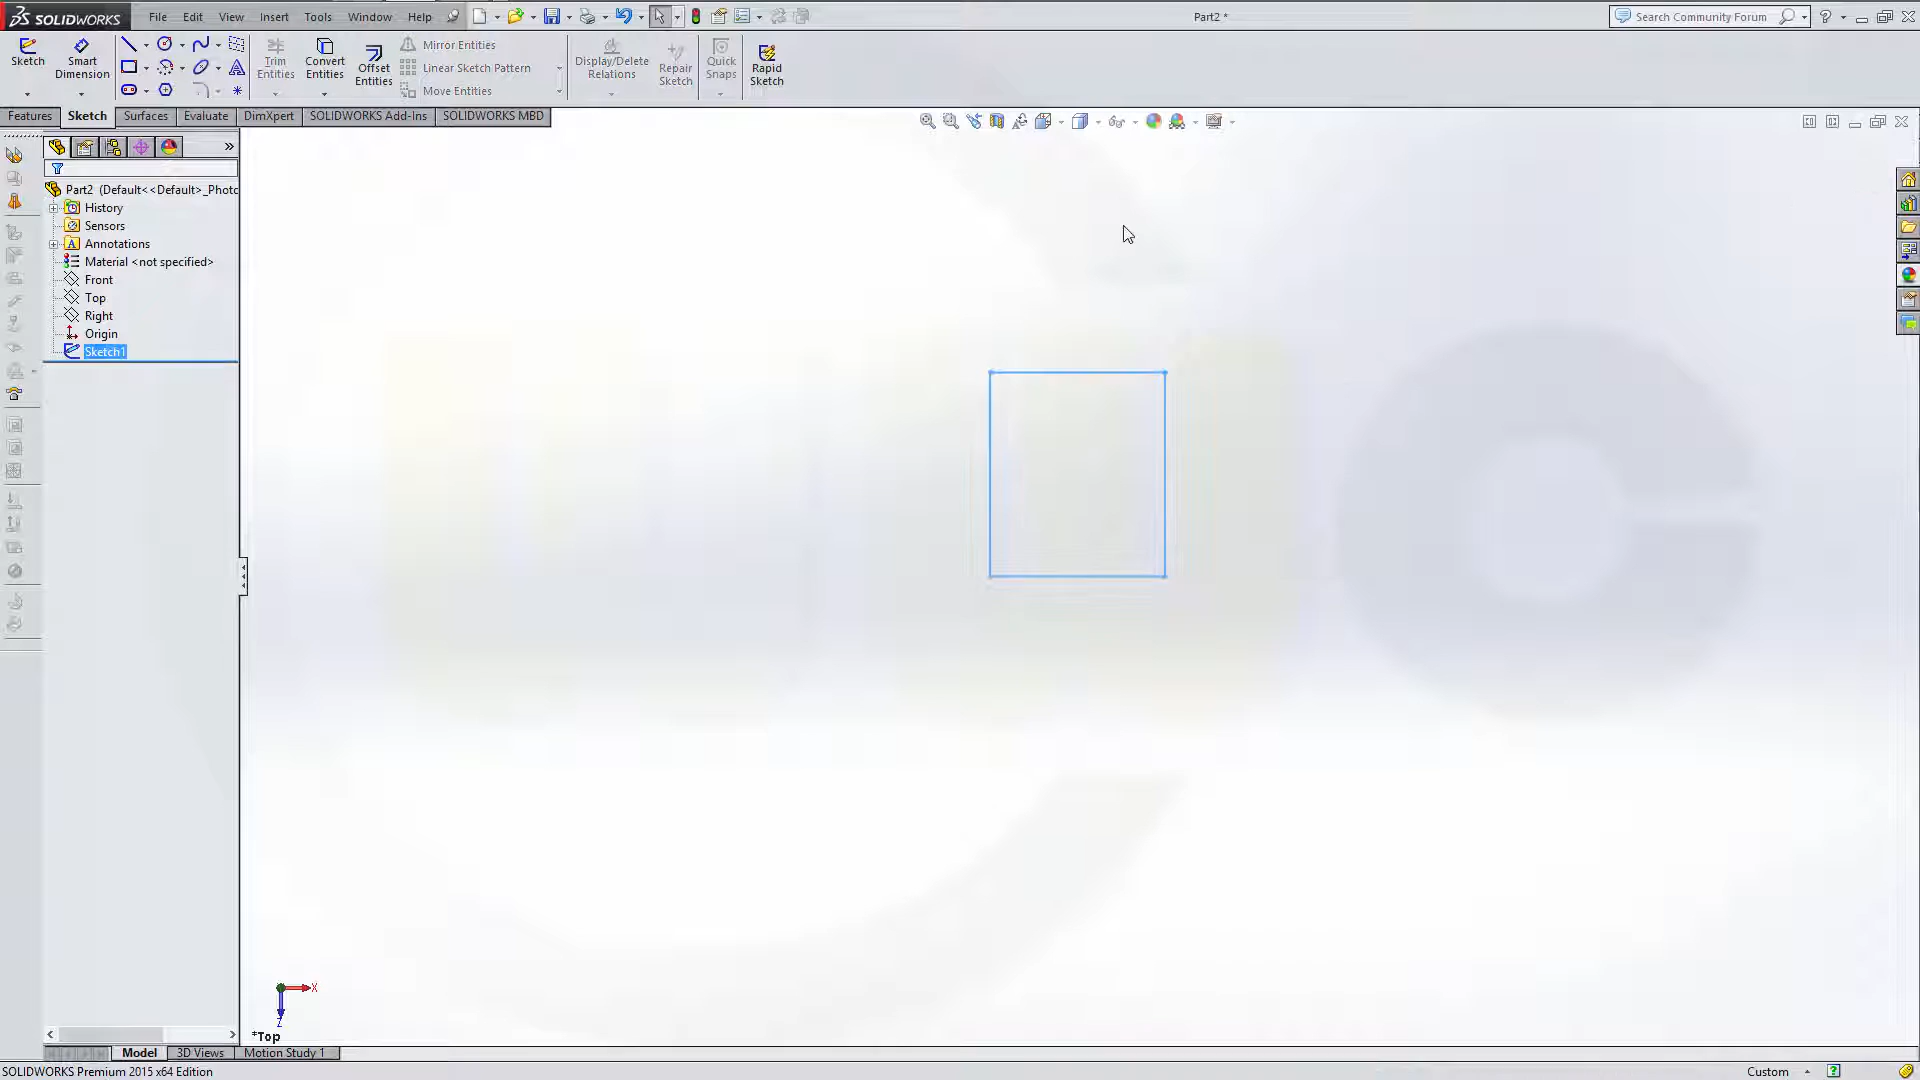 SOLIDWORKS File Edit View Insert Tools Window Help Part2 * Search Community Forum
Sketch Smart Dimension Trim Entities Convert Entities Offset Entities Mirror Entities Linear Sketch Pattern Move Entities Display/Delete Relations Repair Sketch Quick Snaps Rapid Sketch
Features Sketch Surfaces Evaluate DimXpert SOLIDWORKS Add-Ins SOLIDWORKS MBD
Part2 (Default<<Default>_Photo
History
Sensors
Annotations
Material <not specified>
Front
Top
Right
Origin
Sketch1
X
Z
*Top
Model 3D Views Motion Study 1
SOLIDWORKS Premium 2015 x64 Edition Custom